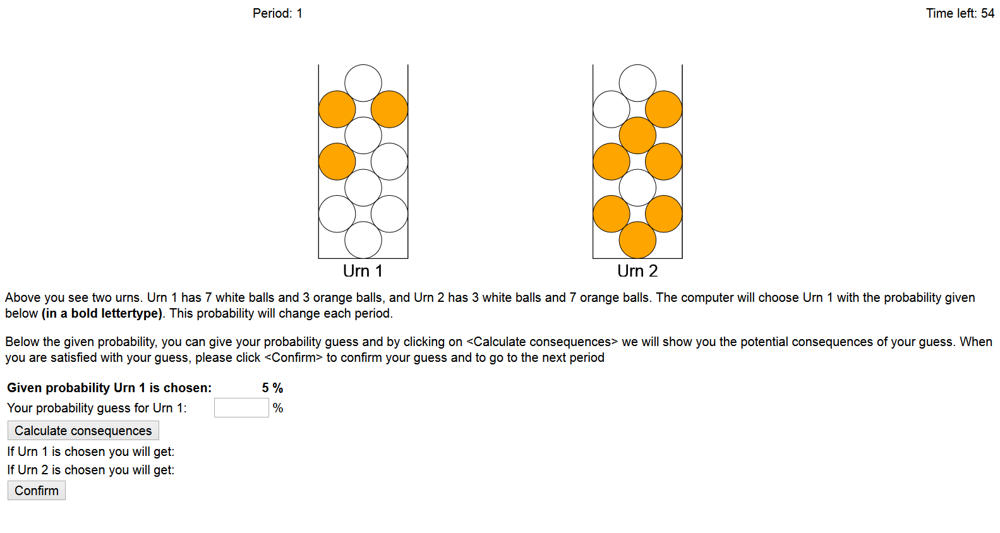 Period: 1
Time left: 54
Urn 1
Urn 2
Above you see two urns. Urn 1 has 7 white balls and 3 orange balls, and Urn 2 has 3 white balls and 7 orange balls. The computer will choose Urn 1 with the probability given
below (in a bold lettertype). This probability will change each period.
Below the given probability, you can give your probability guess and by clicking on <Calculate consequences> we will show you the potential consequences of your guess. When
you are satisfied with your guess, please click <Confirm> to confirm your guess and to go to the next period
Given probability Urn 1 is chosen: 5 %
Your probability guess for Urn 1: %
Calculate consequences
If Urn 1 is chosen you will get:
If Urn 2 is chosen you will get:
Confirm